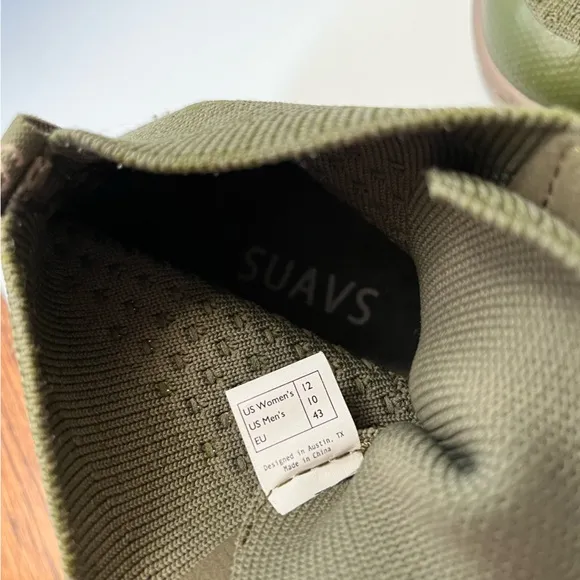 SUAVS
US Women's 12
US Men's 10
EU 43
Designed in Austin, TX
Made in China